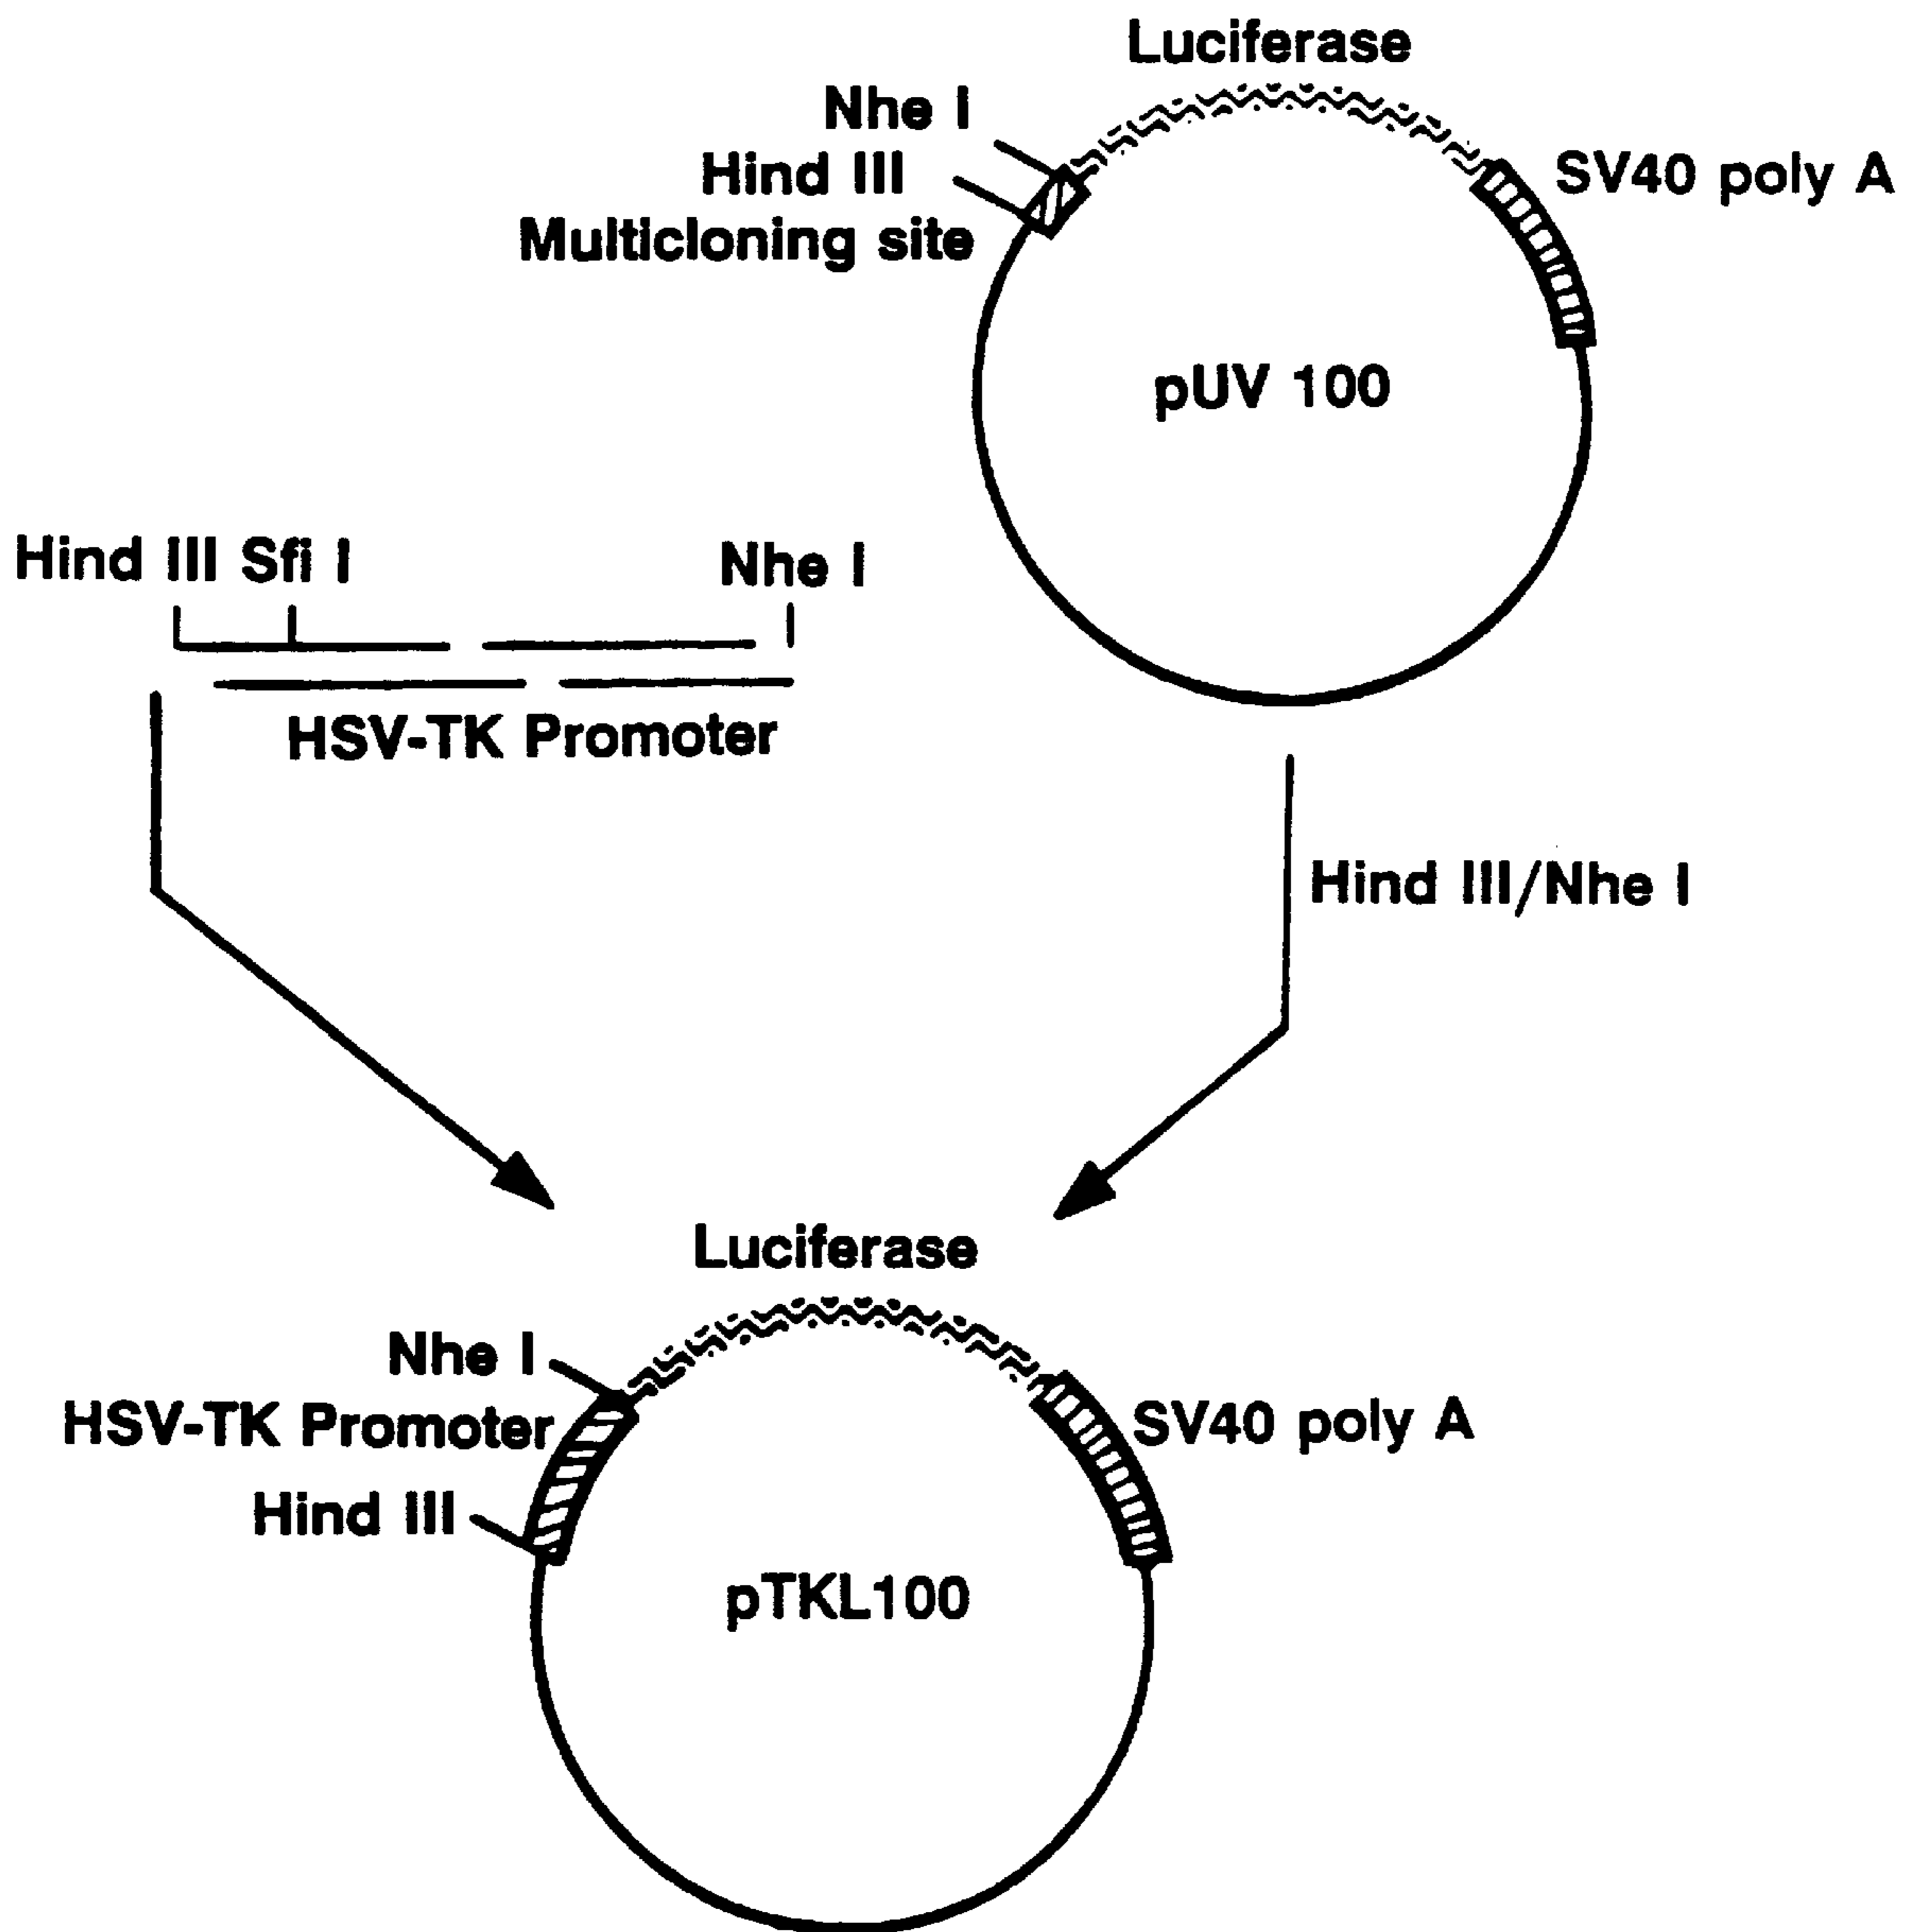 Luciferase
Nhe I
Hind III
Multicloning site
SV40 poly A
pUV 100
Hind III Sfi I
Nhe I
HSV-TK Promoter
Hind III/Nhe I
Luciferase
Nhe I
HSV-TK Promoter
Hind III
SV40 poly A
pTKL100